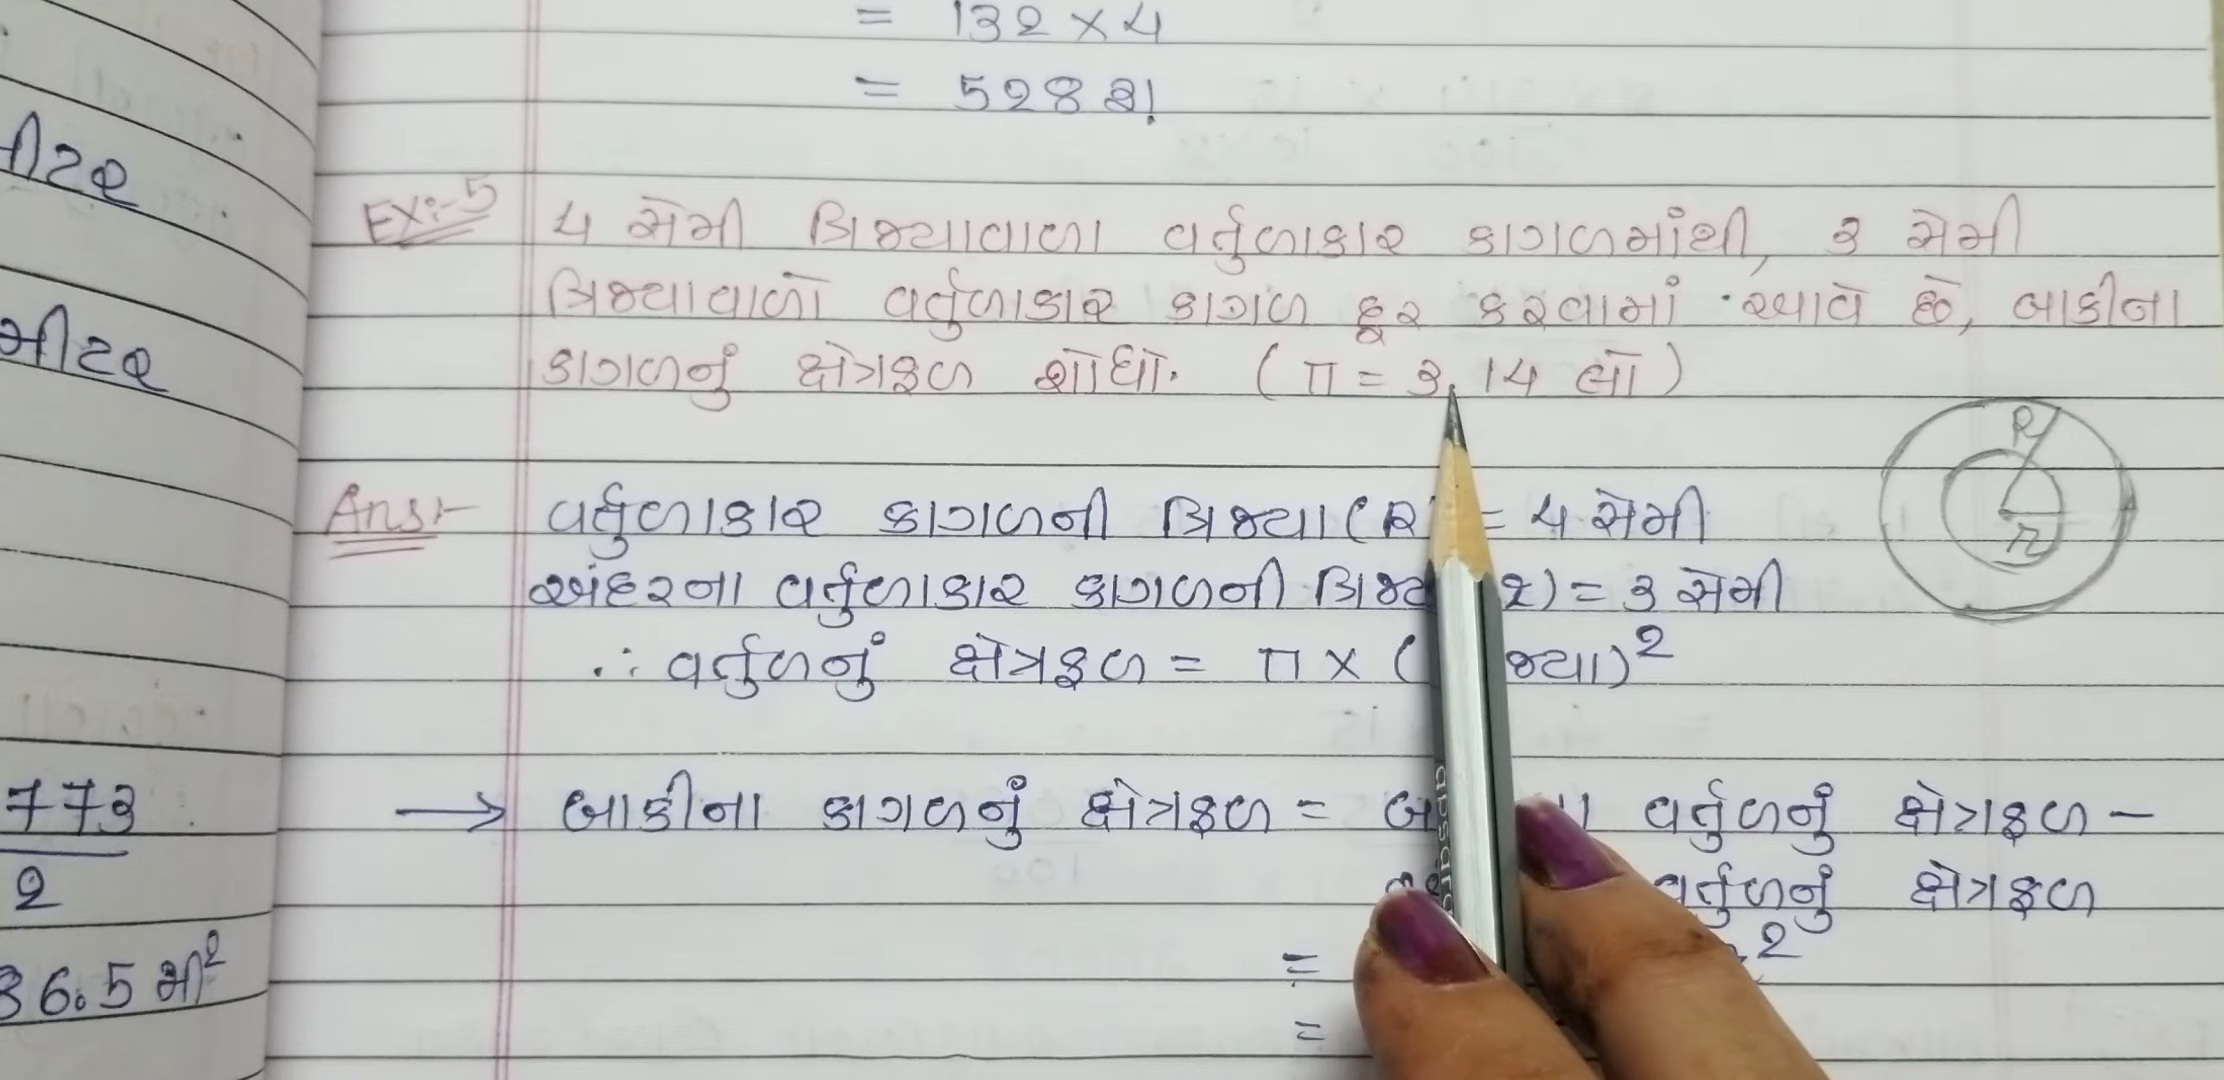 ીટર
મીટર
773
2
36.5 મી²
= 132 × 4
= 528 રૂ!
Ex:-5 4 સેમી ત્રિજ્યાવાળા વર્તુળાકાર કાગળમાંથી, 3 સેમી
ત્રિજ્યાવાળો વર્તુળાકાર કાગળ દૂર કરવામાં આવે છે, બાકીના
કાગળનું ક્ષેત્રફળ શોધો. (π = 3.14 લો)
R
r
Ans:- વર્તુળાકાર કાગળની ત્રિજ્યા (R) = 4 સેમી
અંદરના વર્તુળાકાર કાગળની = 3 સેમી
∴ વર્તુળનું ક્ષેત્રફળ = π × ( જ્યા)²
→ બાકીના કાગળનું ક્ષેત્રફળ = વર્તુળનું ક્ષેત્રફળ –
વર્તુળનું ક્ષેત્રફળ
= 2
=
apsara